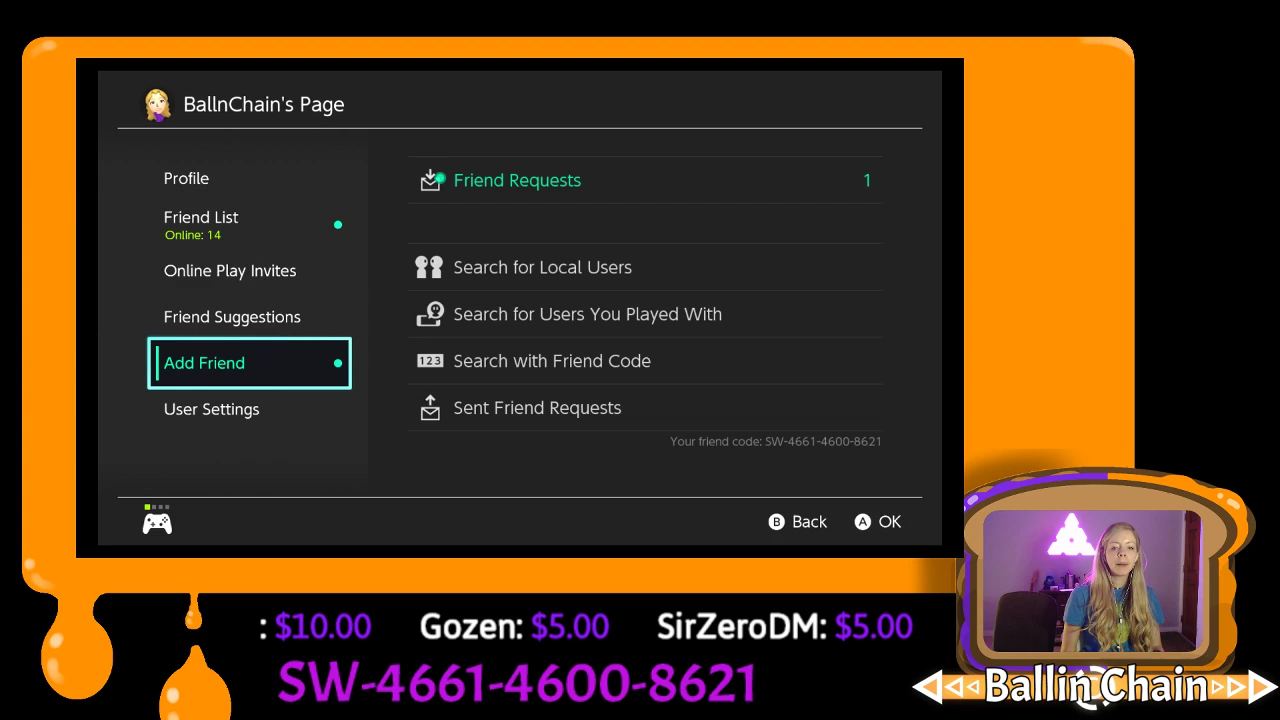 BallnChain's Page
Profile
Friend List
Online: 14
Online Play Invites
Friend Suggestions
Add Friend
User Settings
Friend Requests 1
Search for Local Users
Search for Users You Played With
123 Search with Friend Code
Sent Friend Requests
Your friend code: SW-4661-4600-8621
B Back A OK
: $10.00 Gozen: $5.00 SirZeroDM: $5.00
SW-4661-4600-8621
Ballin Chain